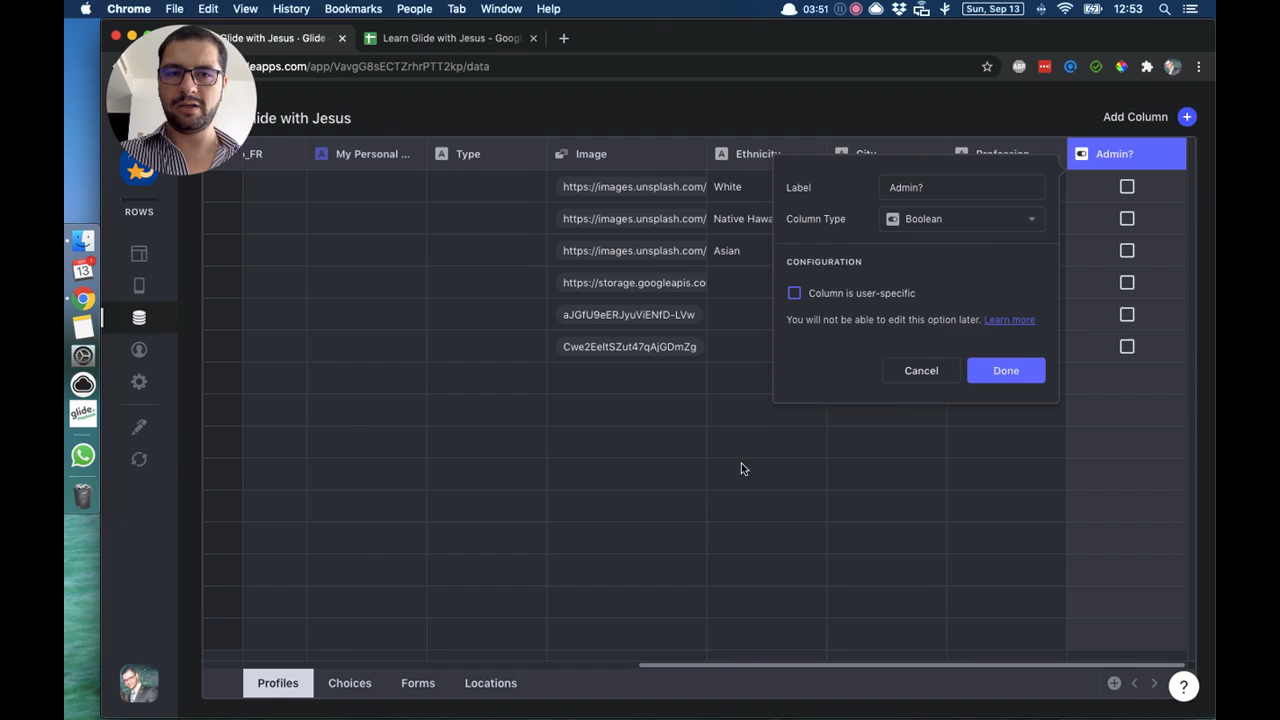 Chrome File Edit View History Bookmarks People Tab Window Help
03:51 Sun, Sep 13 12:53
Glide with Jesus · Glide
Learn Glide with Jesus - Goog
leapps.com/app/VavgG8sECTZrhrPTT2kp/data
lide with Jesus
Add Column
_FR My Personal ... Type Image Ethnicity City Profession Admin?
ROWS
https://images.unsplash.com/ White
https://images.unsplash.com/ Native Hawa
https://images.unsplash.com/ Asian
https://storage.googleapis.co
aJGfU9eERJyuViENfD-LVw
Cwe2EeltSZut47qAjGDmZg
Label Admin?
Column Type Boolean
CONFIGURATION
Column is user-specific
You will not be able to edit this option later. Learn more
Cancel Done
13
glide
Profiles Choices Forms Locations
?